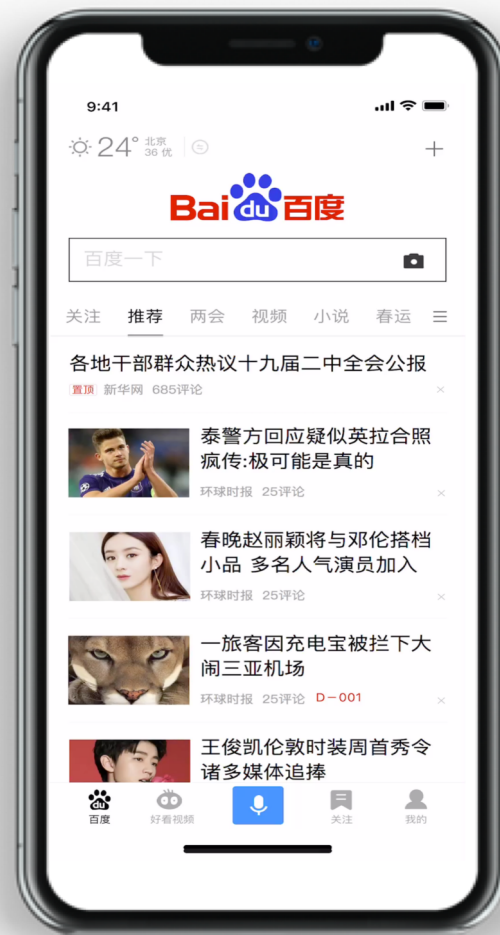 9:41
24° 北京
36 优
Baidu百度
百度一下
关注 推荐 两会 视频 小说 春运
各地干部群众热议十九届二中全会公报
置顶 新华网 685评论
泰警方回应疑似英拉合照
疯传:极可能是真的
环球时报 25评论
春晚赵丽颖将与邓伦搭档
小品 多名人气演员加入
环球时报 25评论
一旅客因充电宝被拦下大
闹三亚机场
环球时报 25评论 D-001
王俊凯伦敦时装周首秀令
诸多媒体追捧
du
百度 好看视频 关注 我的